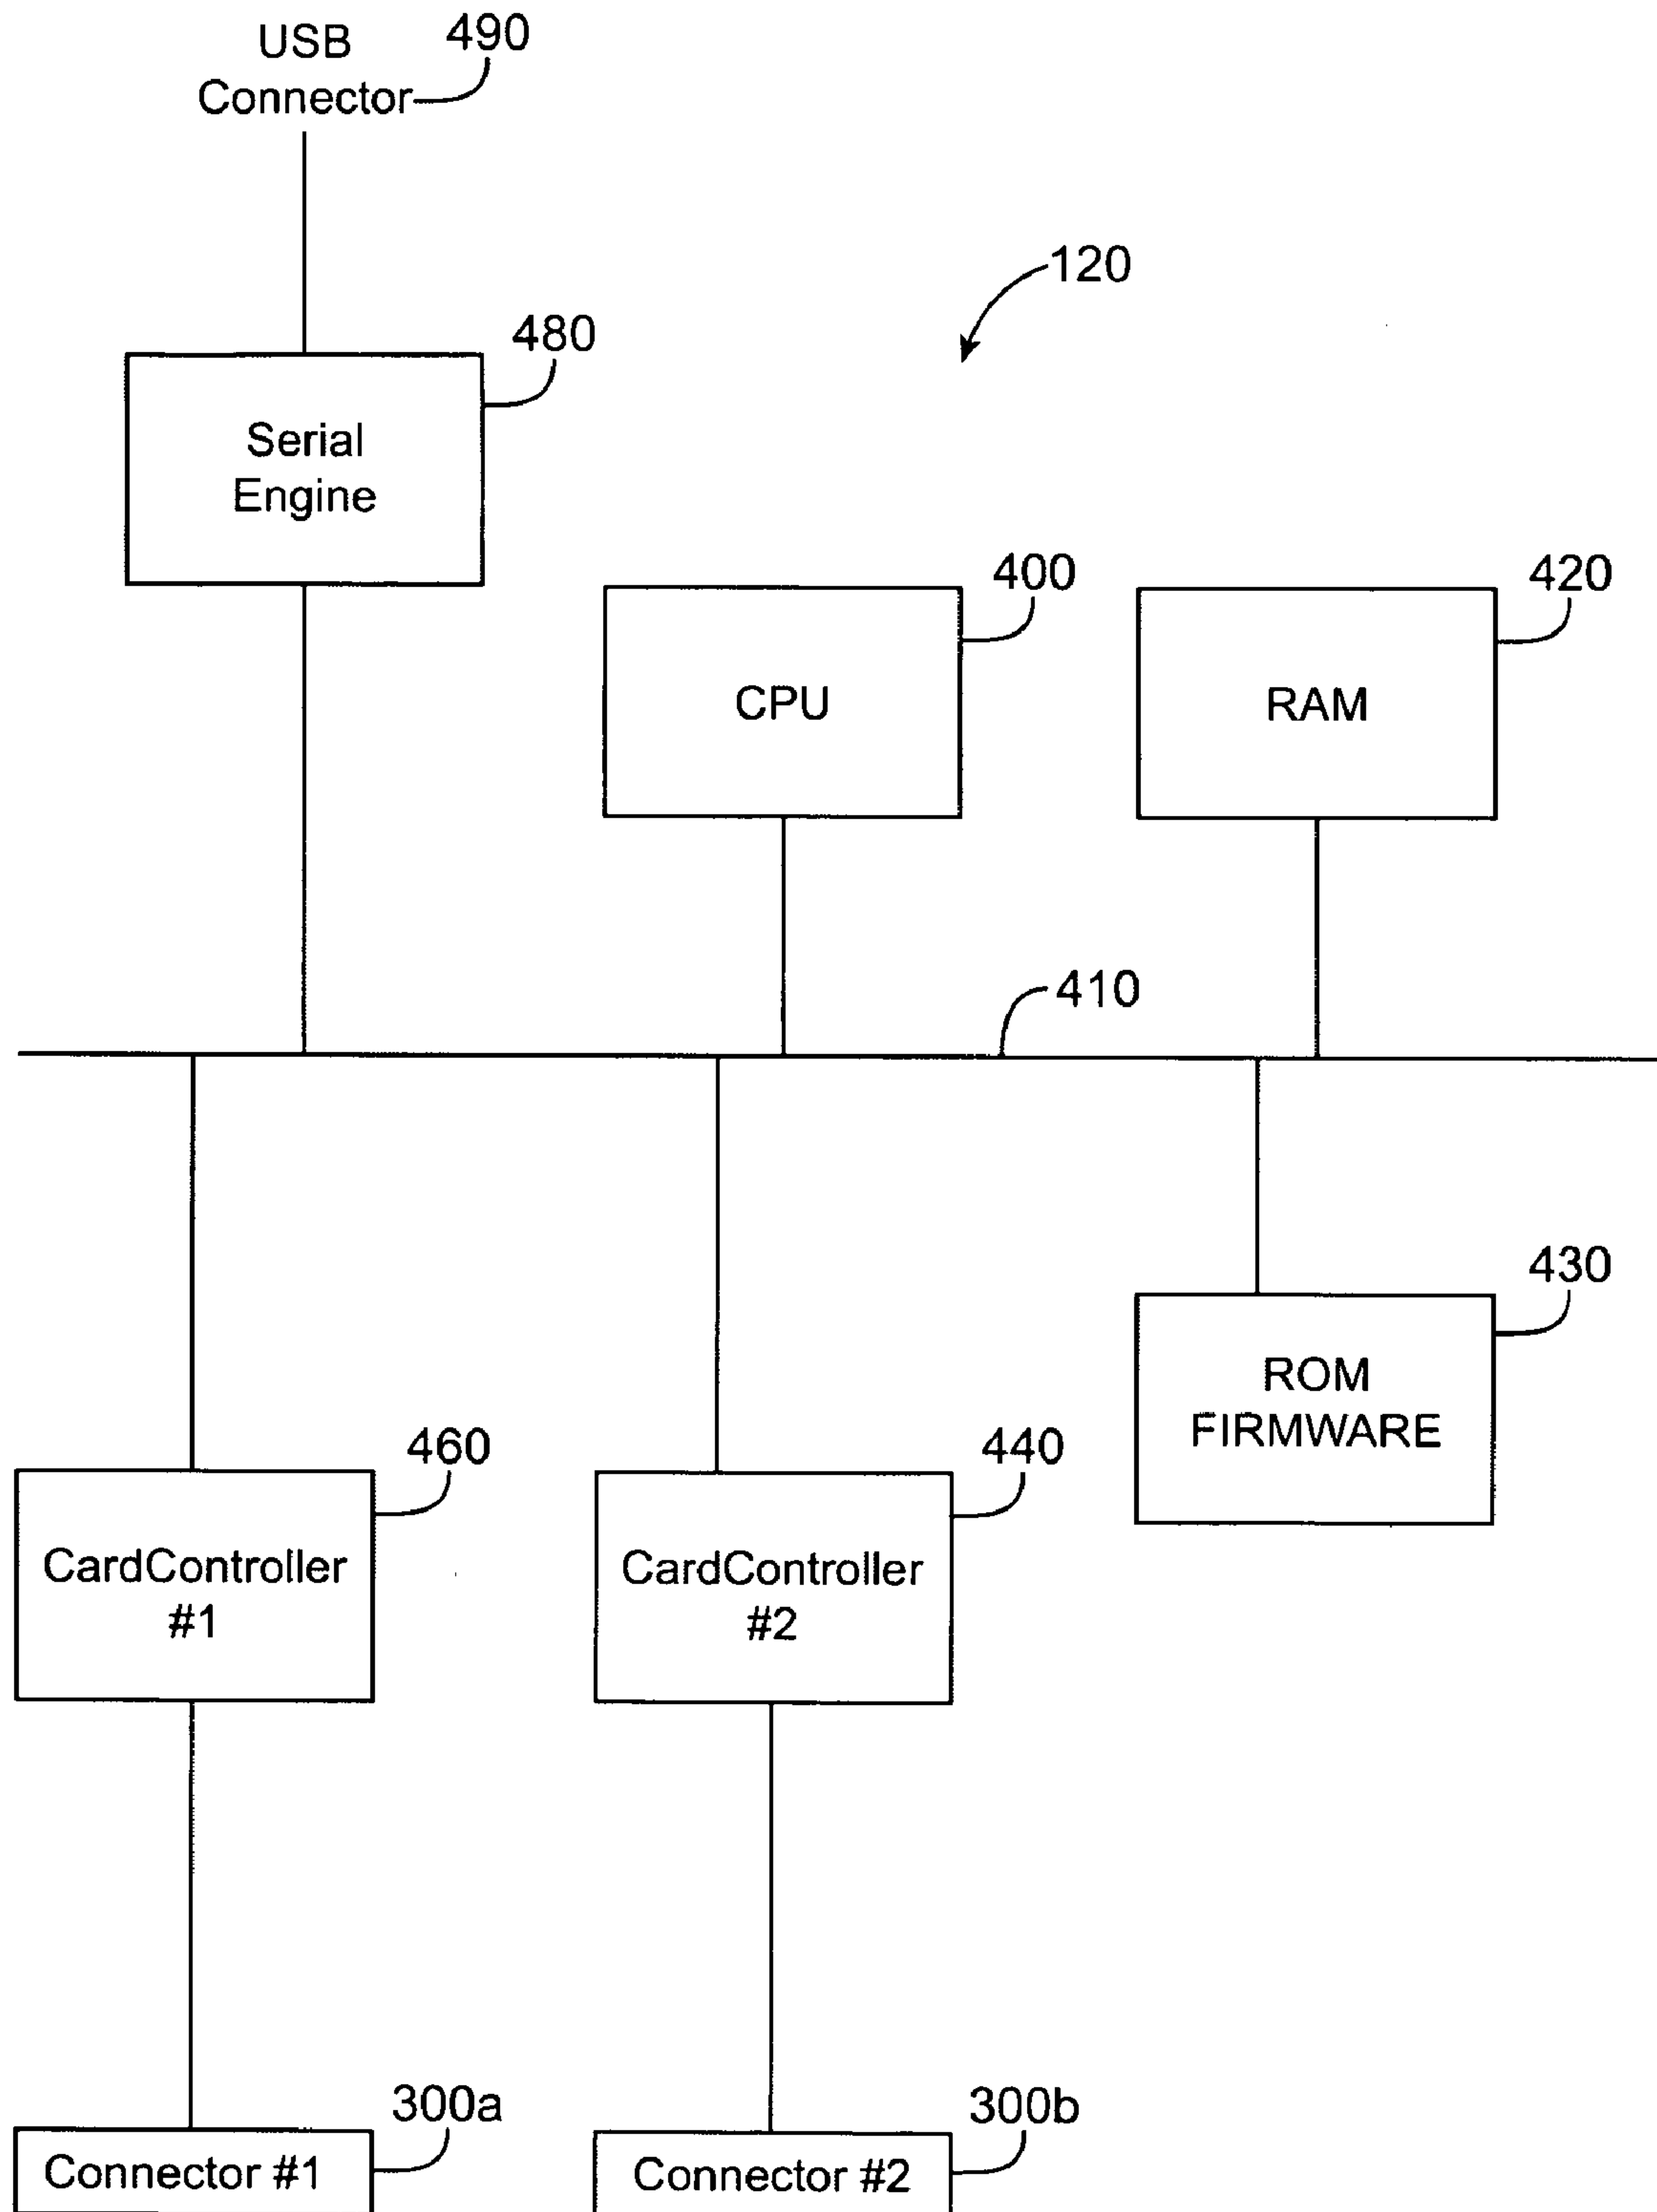 USB
Connector
490
120
480
Serial
Engine
400
CPU
420
RAM
410
430
ROM
FIRMWARE
460
CardController
#1
440
CardController
#2
300a
Connector #1
300b
Connector #2